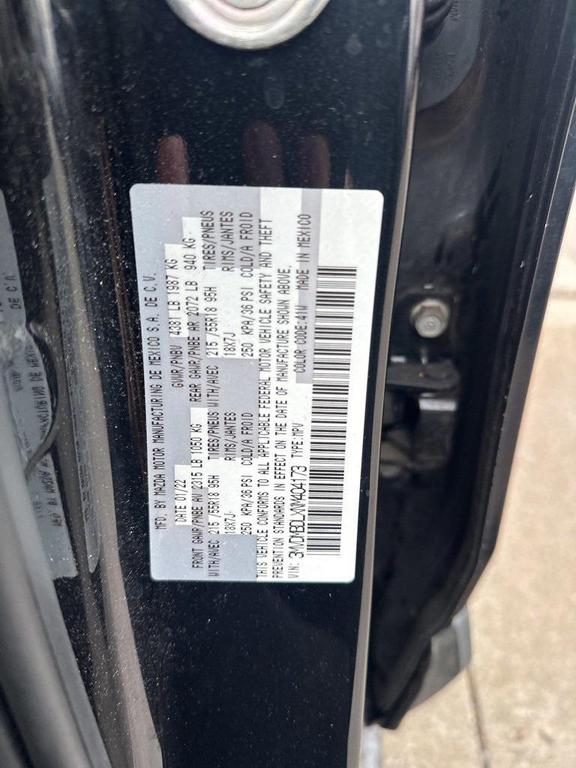 MFD. BY MAZDA MOTOR MANUFACTURING DE MEXICO S.A. DE C.V.
DATE 01/22 GVWR/PNBV 4381 LB 1987 KG
FRONT GAWR/PNBE AV 2315 LB 1050 KG REAR GAWR/PNBE AR 2072 LB 940 KG
WITH/AVEC 215/55R18 95H TIRES/PNEUS WITH/AVEC 215/55R18 95H TIRES/PNEUS
18X7J- RIMS/JANTES 18X7J RIMS/JANTES
250 KPA/36 PSI COLD/A FROID 250 KPA/36 PSI COLD/A FROID
THIS VEHICLE CONFORMS TO ALL APPLICABLE FEDERAL MOTOR VEHICLE SAFETY AND THEFT
PREVENTION STANDARDS IN EFFECT ON THE DATE OF MANUFACTURE SHOWN ABOVE.
VIN: TYPE:MPV COLOR CODE:41W MADE IN MEXICO
DE C.V.